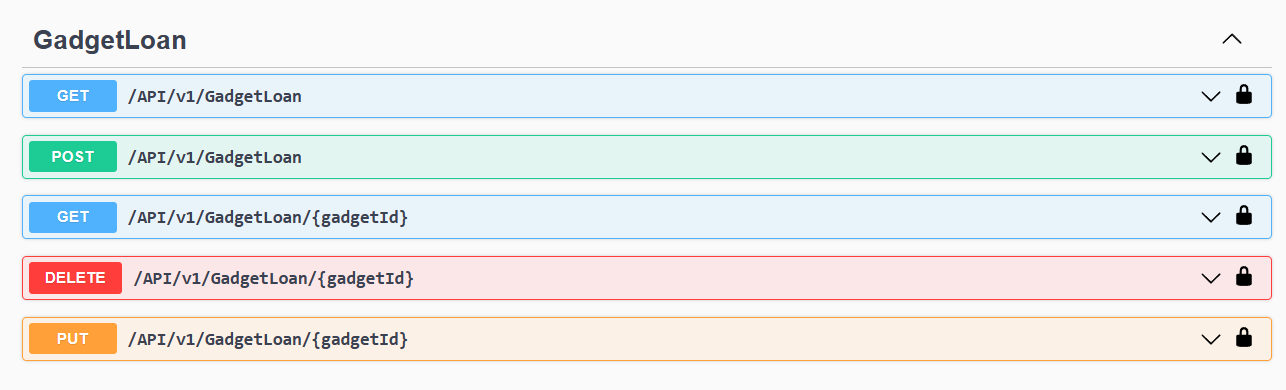 GadgetLoan
GET /API/v1/GadgetLoan
POST /API/v1/GadgetLoan
GET /API/v1/GadgetLoan/{gadgetId}
DELETE /API/v1/GadgetLoan/{gadgetId}
PUT /API/v1/GadgetLoan/{gadgetId}